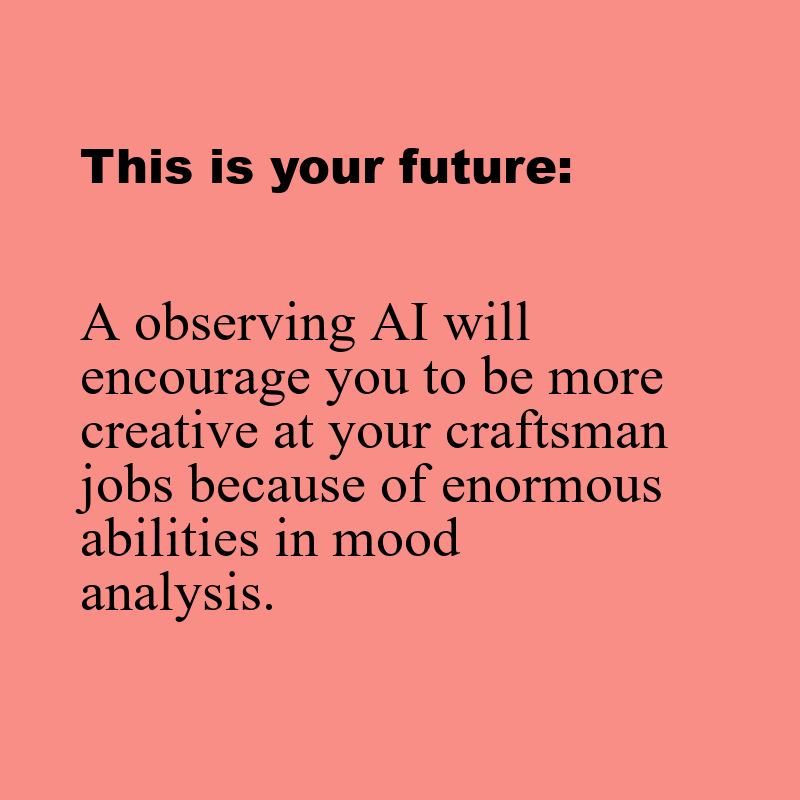 This is your future:
A observing AI will
encourage you to be more
creative at your craftsman
jobs because of enormous
abilities in mood
analysis.